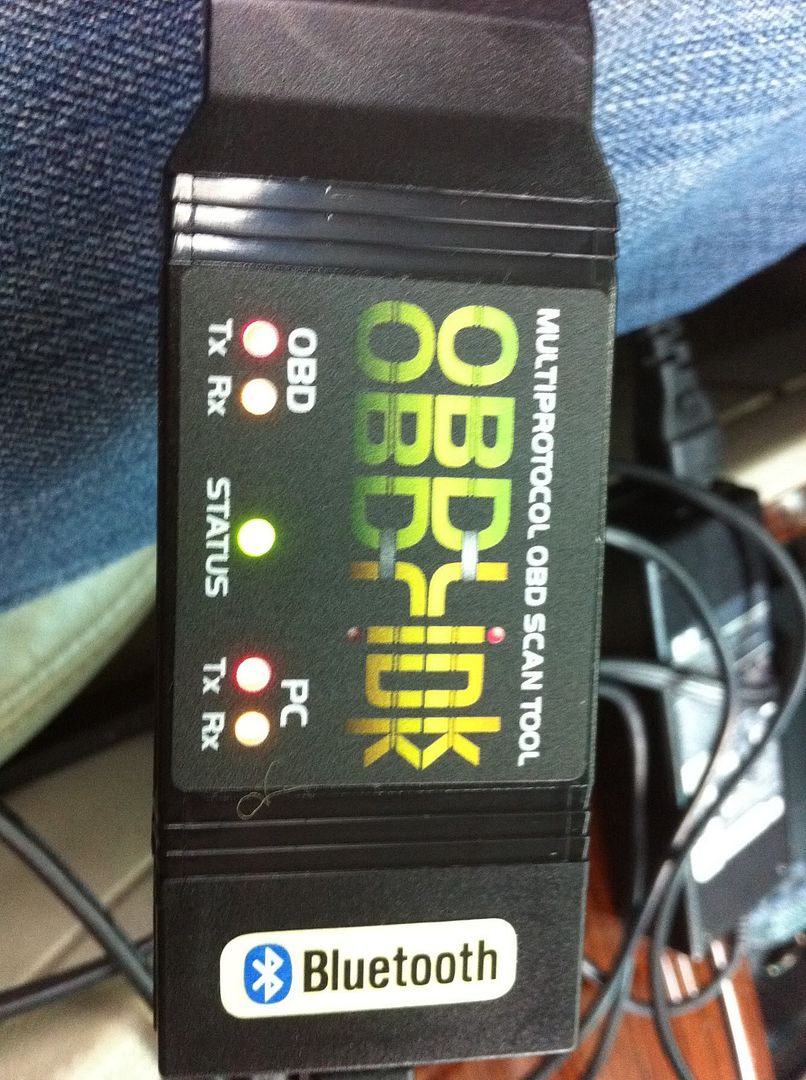 MULTIPROTOCOL OBD SCAN TOOL
OBDLink
OBD PC
Tx Rx STATUS Tx Rx
Bluetooth